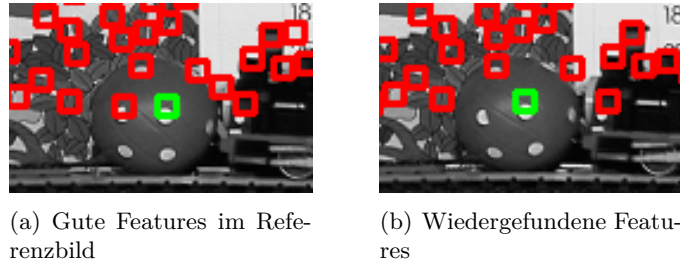 18
18
(a) Gute Features im Refe-
renzbild
(b) Wiedergefundene Featu-
res